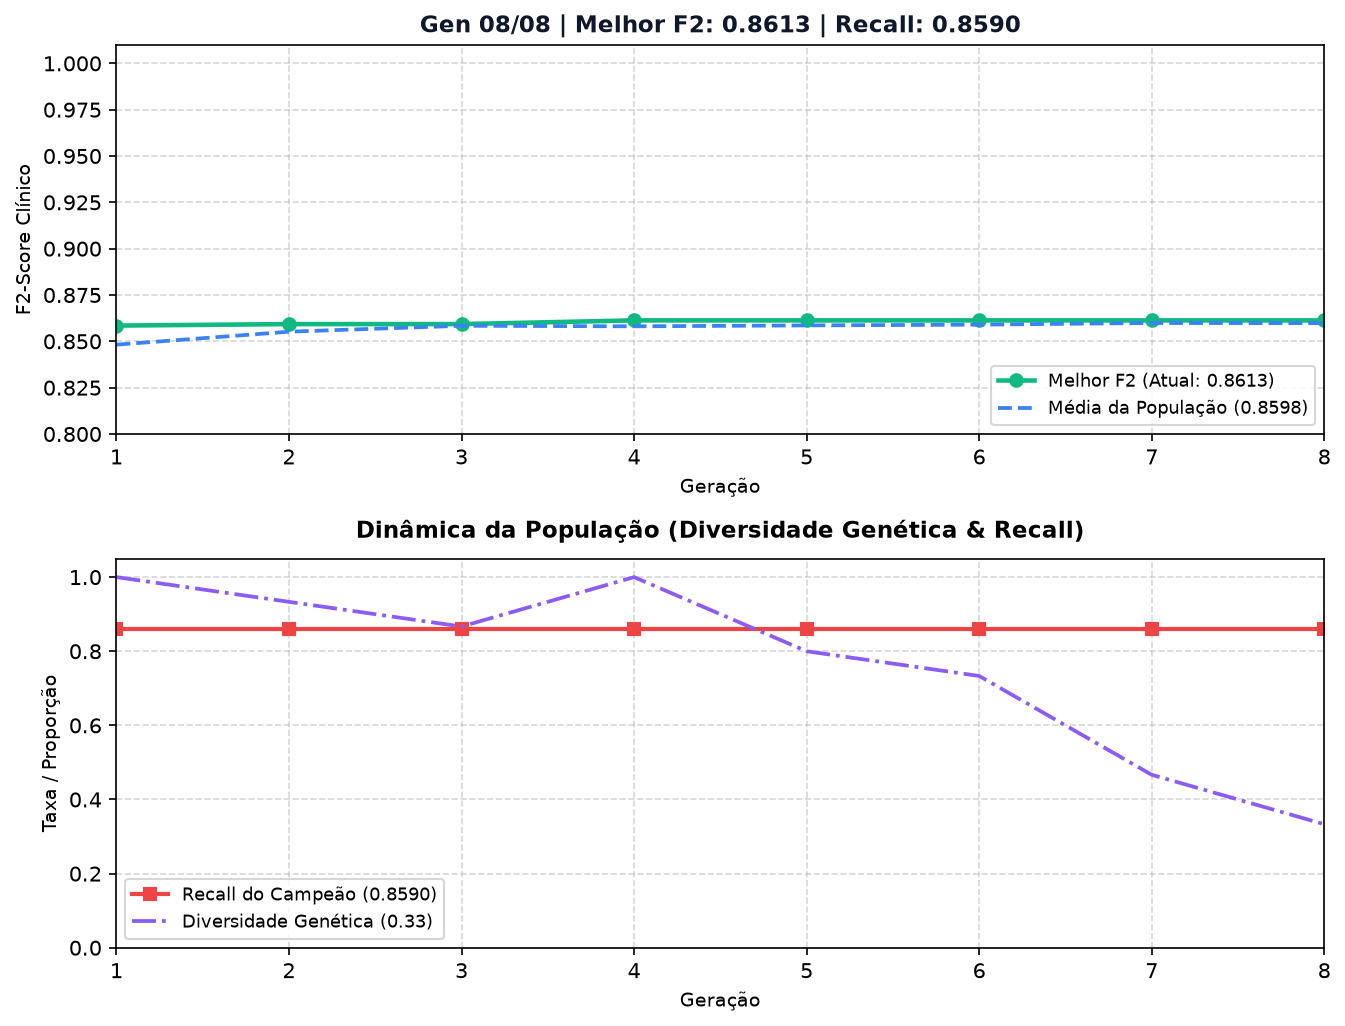 Gen 08/08 | Melhor F2: 0.8613 | Recall: 0.8590
1.000
0.975
0.950
0.925
0.900
0.875
0.850
0.825
0.800
F2-Score Clínico
Melhor F2 (Atual: 0.8613)
Média da População (0.8598)
1 2 3 4 5 6 7 8
Geração
Dinâmica da População (Diversidade Genética & Recall)
1.0
0.8
0.6
0.4
0.2
0.0
Taxa / Proporção
Recall do Campeão (0.8590)
Diversidade Genética (0.33)
1 2 3 4 5 6 7 8
Geração